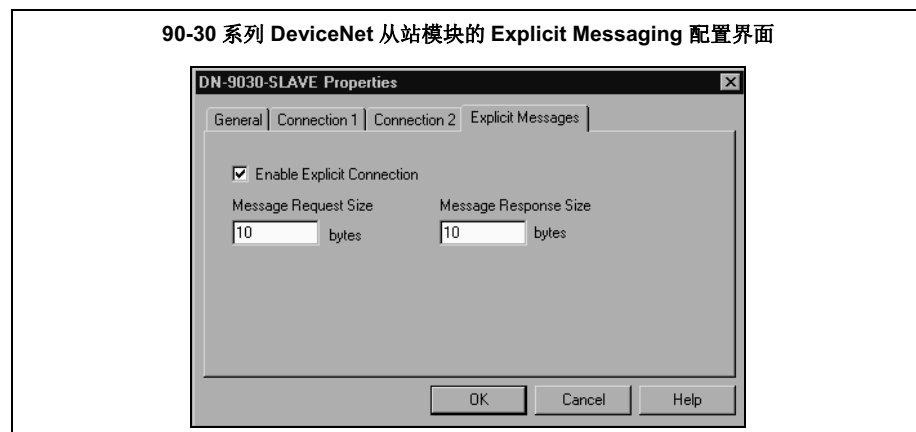 90-30 系列 DeviceNet 从站模块的 Explicit Messaging 配置界面
DN-9030-SLAVE Properties
General Connection 1 Connection 2 Explicit Messages
Enable Explicit Connection
Message Request Size Message Response Size
10 bytes 10 bytes
OK Cancel Help